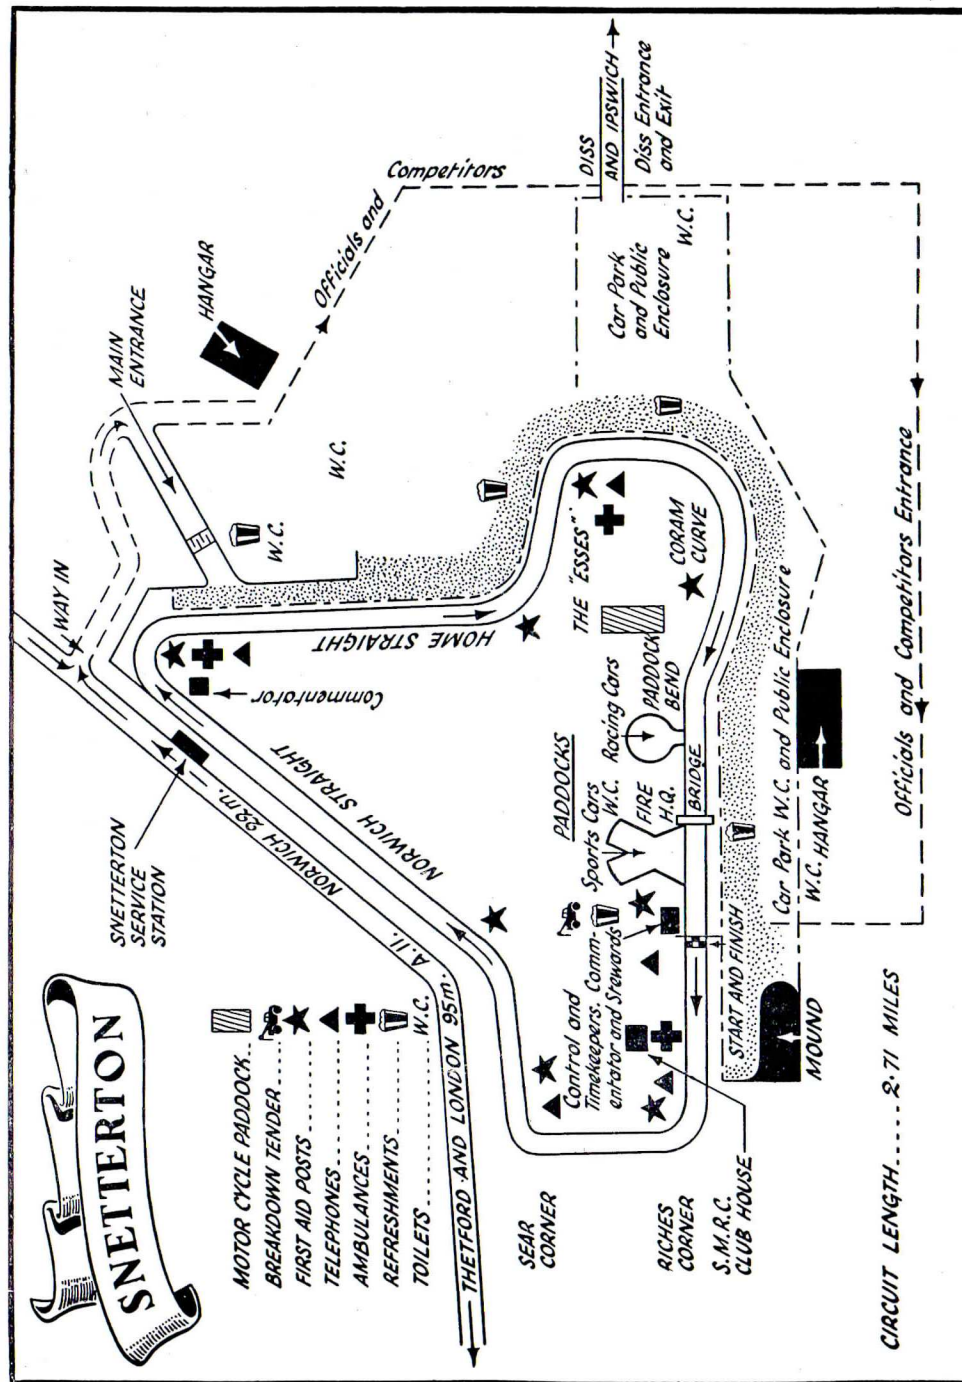 SNETTERTON
MOTOR CYCLE PADDOCK
BREAKDOWN TENDER
FIRST AID POSTS
TELEPHONES
AMBULANCES
REFRESHMENTS
TOILETS W.C.
SNETTERTON
SERVICE
STATION
WAY IN
MAIN
ENTRANCE
HANGAR
Officials and
Competitors
NORWICH 22m.
A.11.
THETFORD AND LONDON 95m.
NORWICH STRAIGHT
Commentator
HOME STRAIGHT
W.C.
W.C.
DISS
AND IPSWICH
Diss Entrance
and Exit
Car Park
and Public
Enclosure
W.C.
SEAR
CORNER
Control and
Timekeepers. Comm-
entator and Stewards
PADDOCKS
Sports Cars
W.C.
FIRE
H.Q.
Racing Cars
PADDOCK
BEND
THE "ESSES"
CORAM
CURVE
RICHES
CORNER
S.M.R.C.
CLUB HOUSE
BRIDGE
START AND FINISH
MOUND
Car Park W.C. and Public Enclosure
W.C.
HANGAR
Officials and Competitors Entrance
CIRCUIT LENGTH.....2·71 MILES